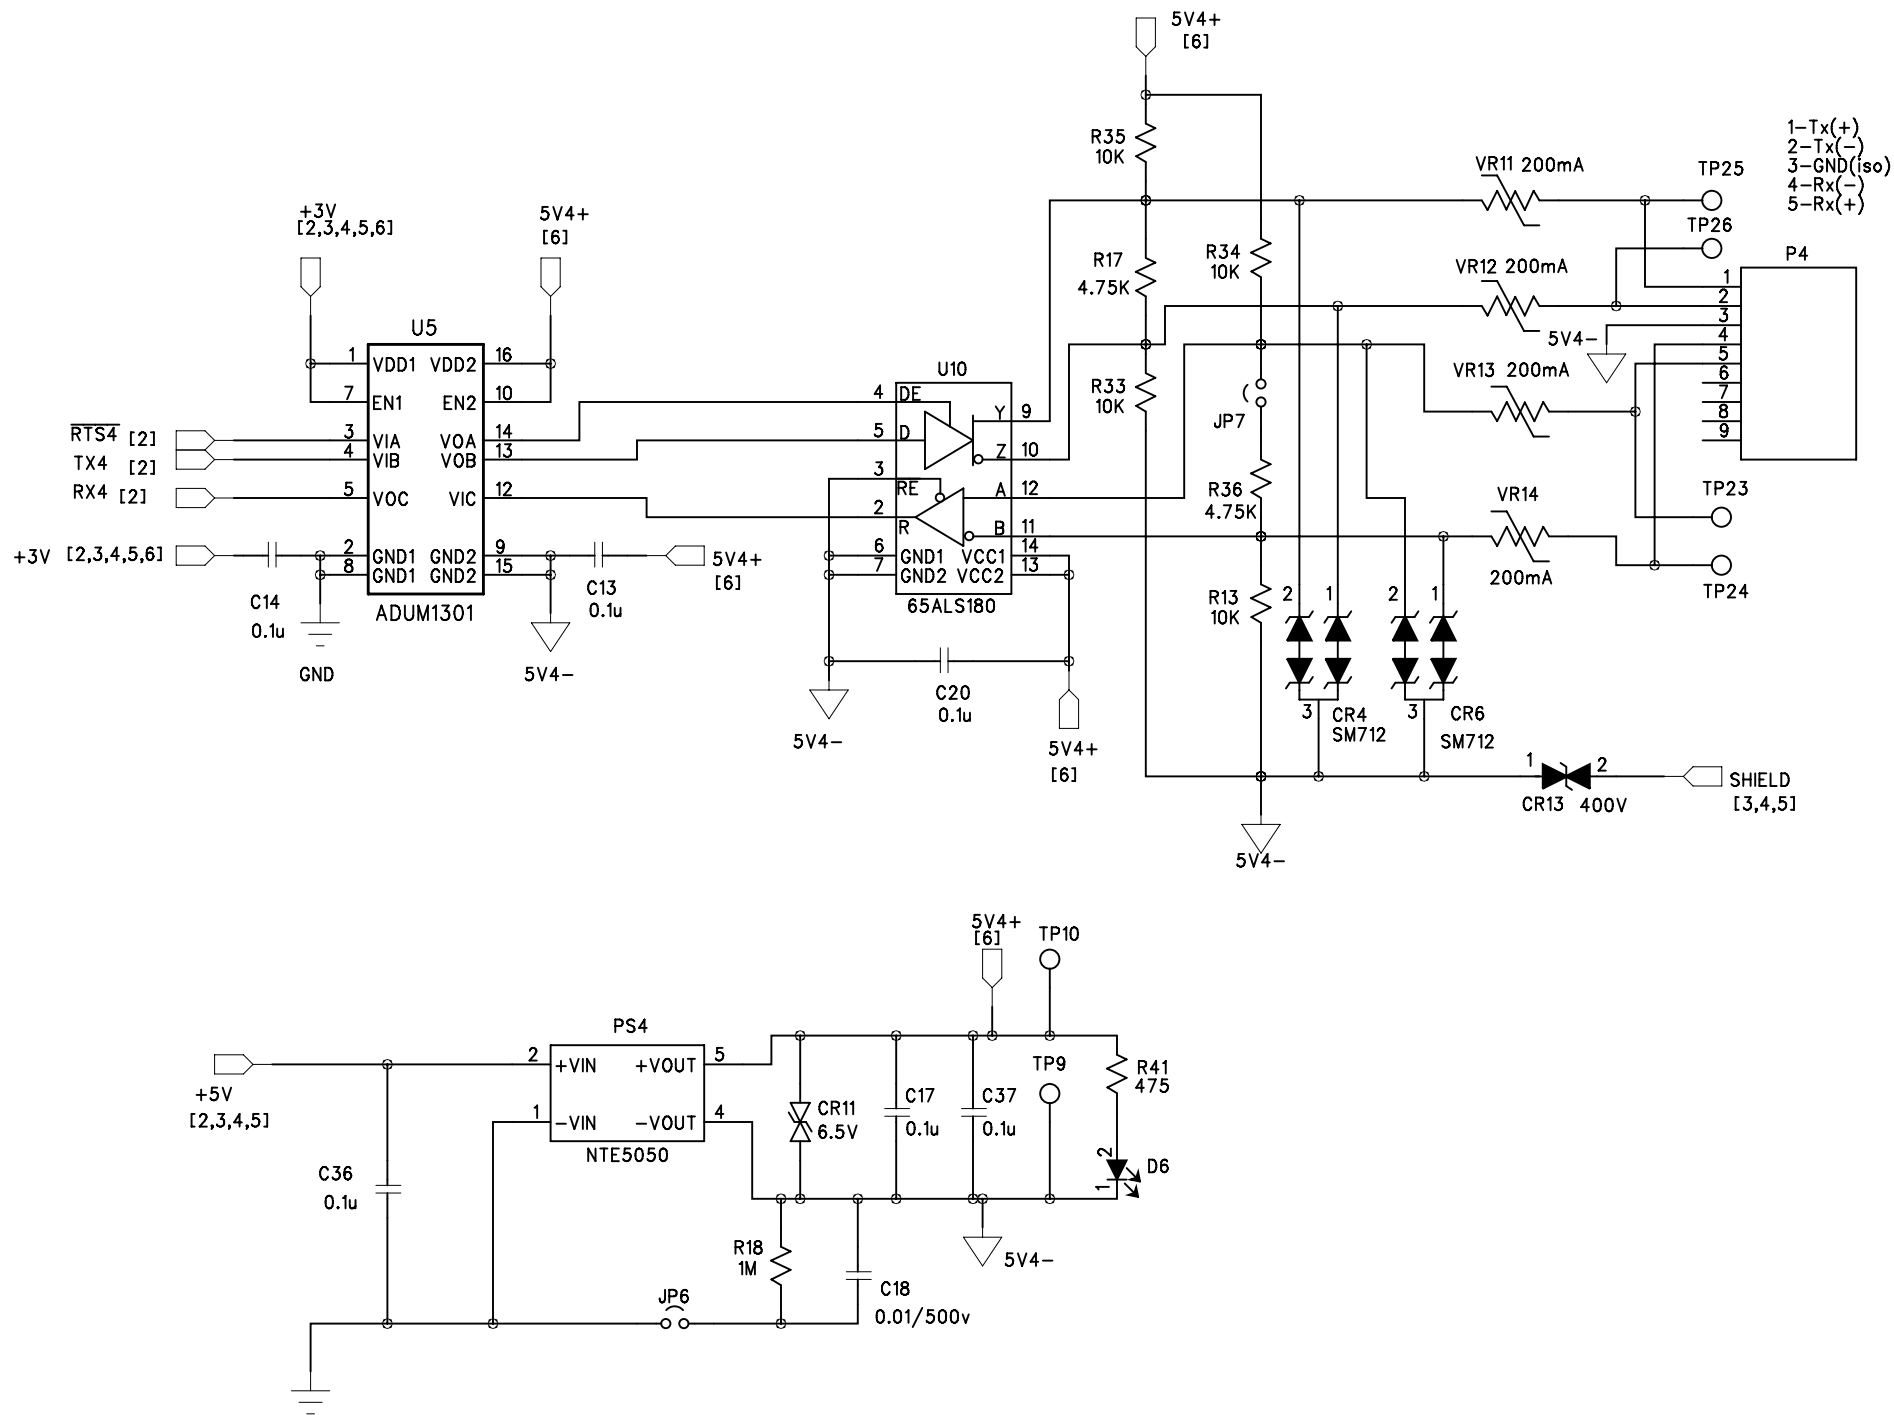 5V4+
[6]
R35
10K
1-Tx(+)
2-Tx(-)
3-GND(iso)
4-Rx(-)
5-Rx(+)
VR11 200mA
TP25
TP26
+3V
[2,3,4,5,6]
5V4+
[6]
R17
4.75K
R34
10K
VR12 200mA
P4
1
2
3
4
5
6
7
8
9
5V4-
U5
1 VDD1 VDD2 16
7 EN1 EN2 10
RTS4 [2] 3 VIA VOA 14
TX4 [2] 4 VIB VOB 13
RX4 [2] 5 VOC VIC 12
+3V [2,3,4,5,6] 2 GND1 GND2 9
8 GND1 GND2 15
ADUM1301
C14
0.1u
GND
C13
0.1u
5V4+
[6]
5V4-
U10
4 DE
Y 9
5 D
Z 10
3 RE
A 12
2 R
B 11
6 GND1 VCC1 14
7 GND2 VCC2 13
65ALS180
C20
0.1u
5V4-
5V4+
[6]
R33
10K
JP7
VR13 200mA
R36
4.75K
VR14
200mA
TP23
TP24
R13
10K
2 1 2 1
3 CR4
SM712
3 CR6
SM712
1 2
CR13 400V
SHIELD
[3,4,5]
5V4-
5V4+
[6]
TP10
PS4
2 +VIN +VOUT 5
1 -VIN -VOUT 4
NTE5050
+5V
[2,3,4,5]
C36
0.1u
CR11
6.5V
C17
0.1u
C37
0.1u
TP9
R41
475
2
1
D6
R18
1M
C18
0.01/500v
5V4-
JP6